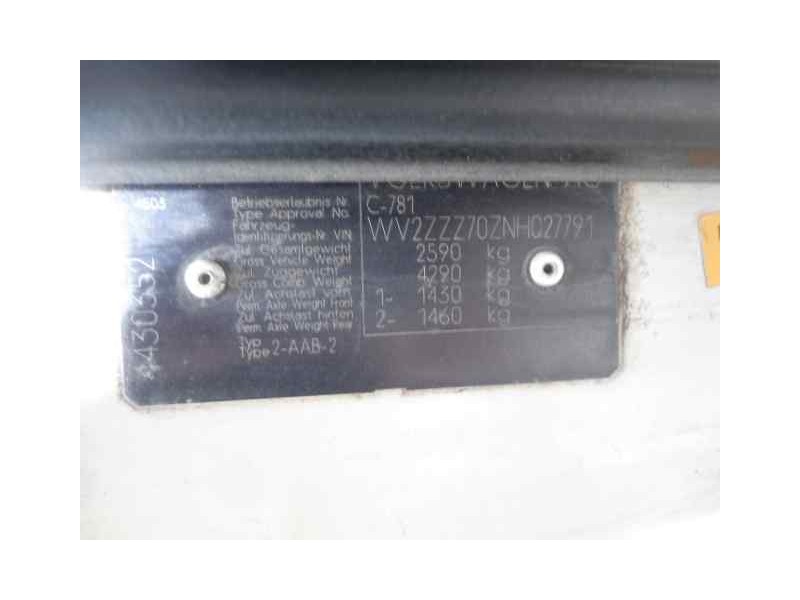 VOLKSWAGEN AG
4603
Betriebserlaubnis Nr.
Type Approval No. C-781
Fahrzeug-
Identifizierungs-Nr. VIN WV2ZZZ70ZNH027791
Zul. Gesamtgewicht
Gross Vehicle Weight 2590 kg
Zul. Zuggewicht
Gross Comb Weight 4290 kg
Zul. Achslast vorn
Perm. Axle Weight Front 1- 1430 kg
Zul. Achslast hinten
Perm. Axle Weight Rear 2- 1460 kg
Typ
Type 2-AAB-2
4430352